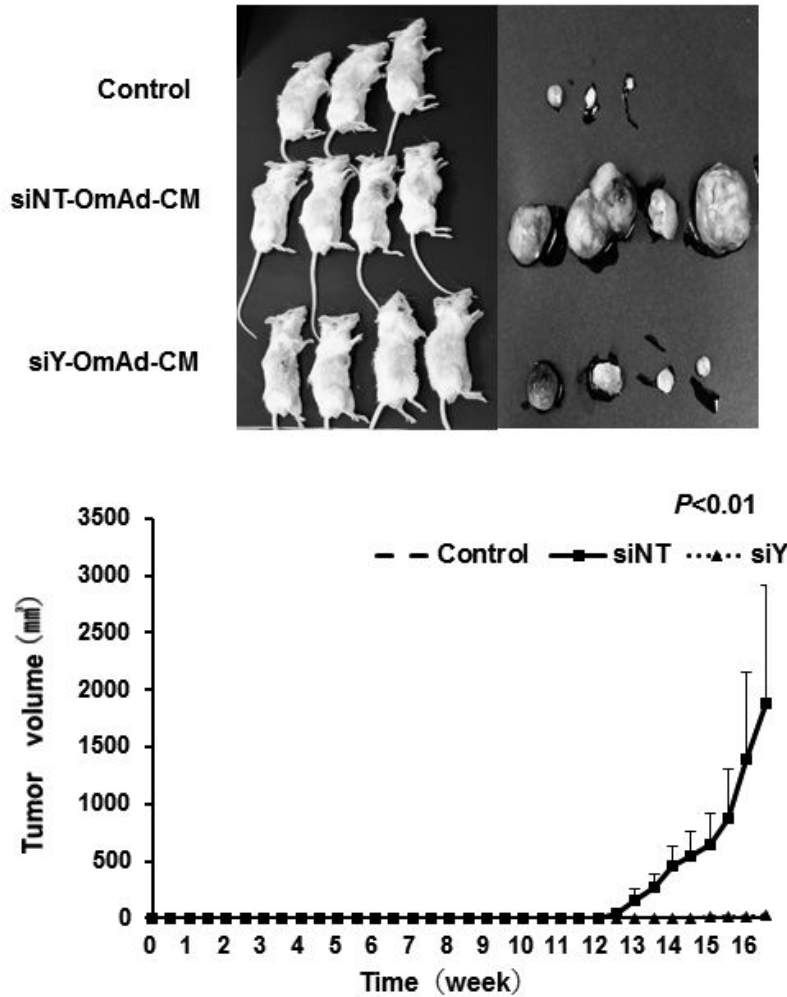 Control
siNT-OmAd-CM
siY-OmAd-CM
P<0.01
Control siNT siY
Tumor volume (㎣)
3500
3000
2500
2000
1500
1000
500
0
0 1 2 3 4 5 6 7 8 9 10 11 12 13 14 15 16
Time (week)